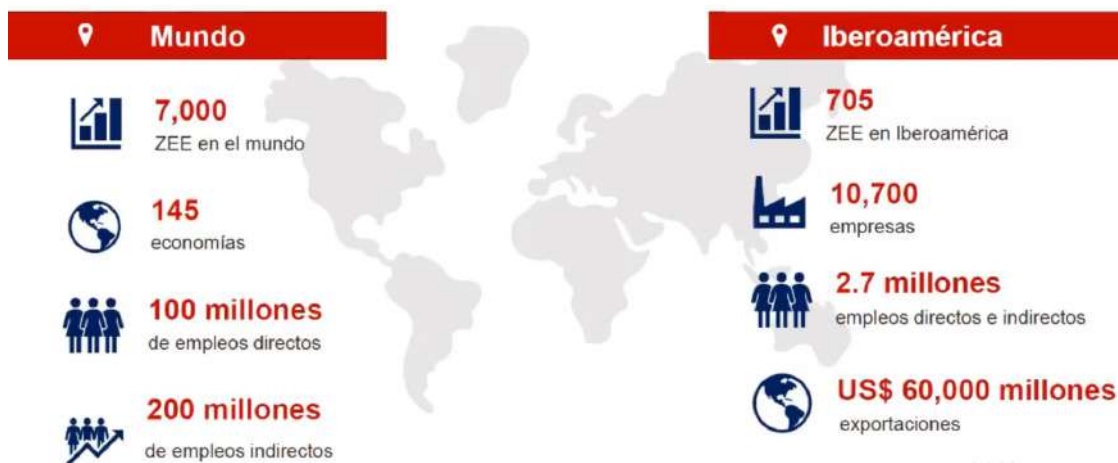 Mundo
7,000
ZEE en el mundo
145
economías
100 millones
de empleos directos
200 millones
de empleos indirectos
Iberoamérica
705
ZEE en Iberoamérica
10,700
empresas
2.7 millones
empleos directos e indirectos
US$ 60,000 millones
exportaciones